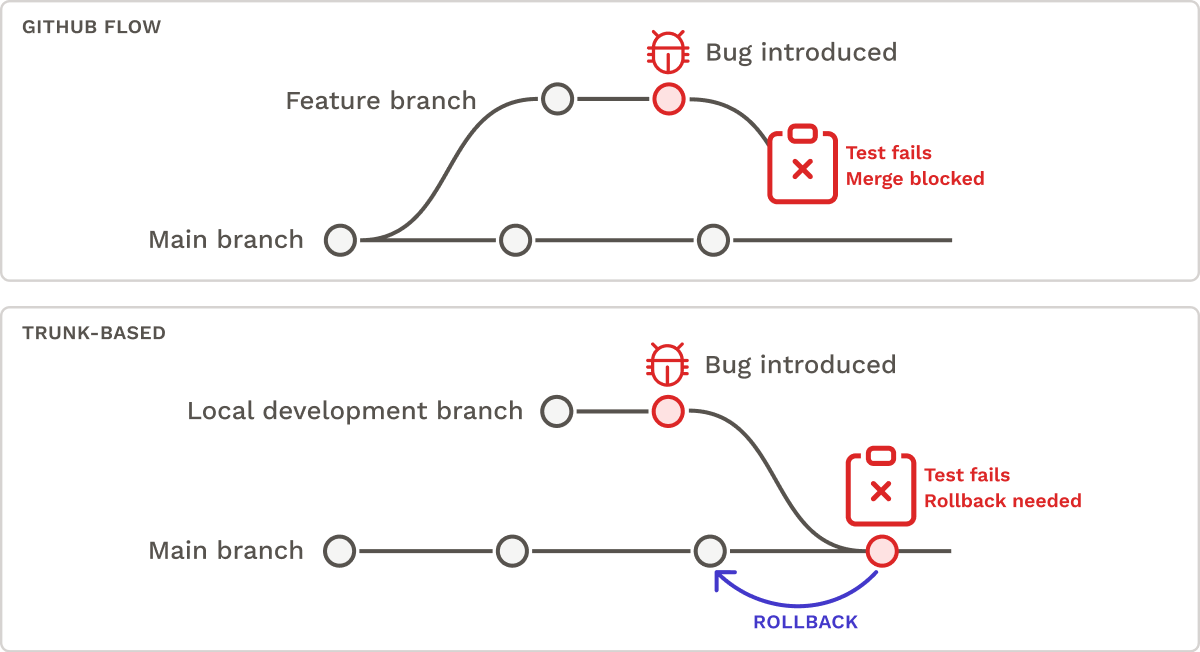 GITHUB FLOW
Bug introduced
Feature branch
Test fails
Merge blocked
Main branch
TRUNK-BASED
Bug introduced
Local development branch
Test fails
Rollback needed
Main branch
ROLLBACK